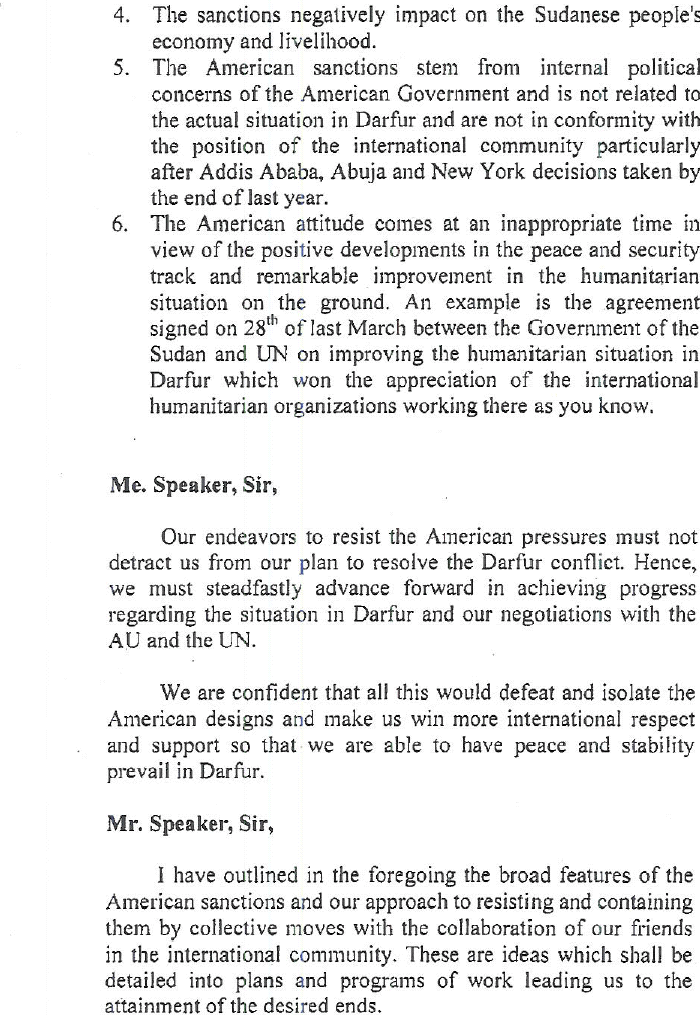 4. The sanctions negatively impact on the Sudanese people's
economy and livelihood.
5. The American sanctions stem from internal political
concerns of the American Government and is not related to
the actual situation in Darfur and are not in conformity with
the position of the international community particularly
after Addis Ababa, Abuja and New York decisions taken by
the end of last year.
6. The American attitude comes at an inappropriate time in
view of the positive developments in the peace and security
track and remarkable improvement in the humanitarian
situation on the ground. An example is the agreement
signed on 28th of last March between the Government of the
Sudan and UN on improving the humanitarian situation in
Darfur which won the appreciation of the international
humanitarian organizations working there as you know.
Me. Speaker, Sir,
Our endeavors to resist the American pressures must not
detract us from our plan to resolve the Darfur conflict. Hence,
we must steadfastly advance forward in achieving progress
regarding the situation in Darfur and our negotiations with the
AU and the UN.
We are confident that all this would defeat and isolate the
American designs and make us win more international respect
and support so that we are able to have peace and stability
prevail in Darfur.
Mr. Speaker, Sir,
I have outlined in the foregoing the broad features of the
American sanctions and our approach to resisting and containing
them by collective moves with the collaboration of our friends
in the international community. These are ideas which shall be
detailed into plans and programs of work leading us to the
attainment of the desired ends.